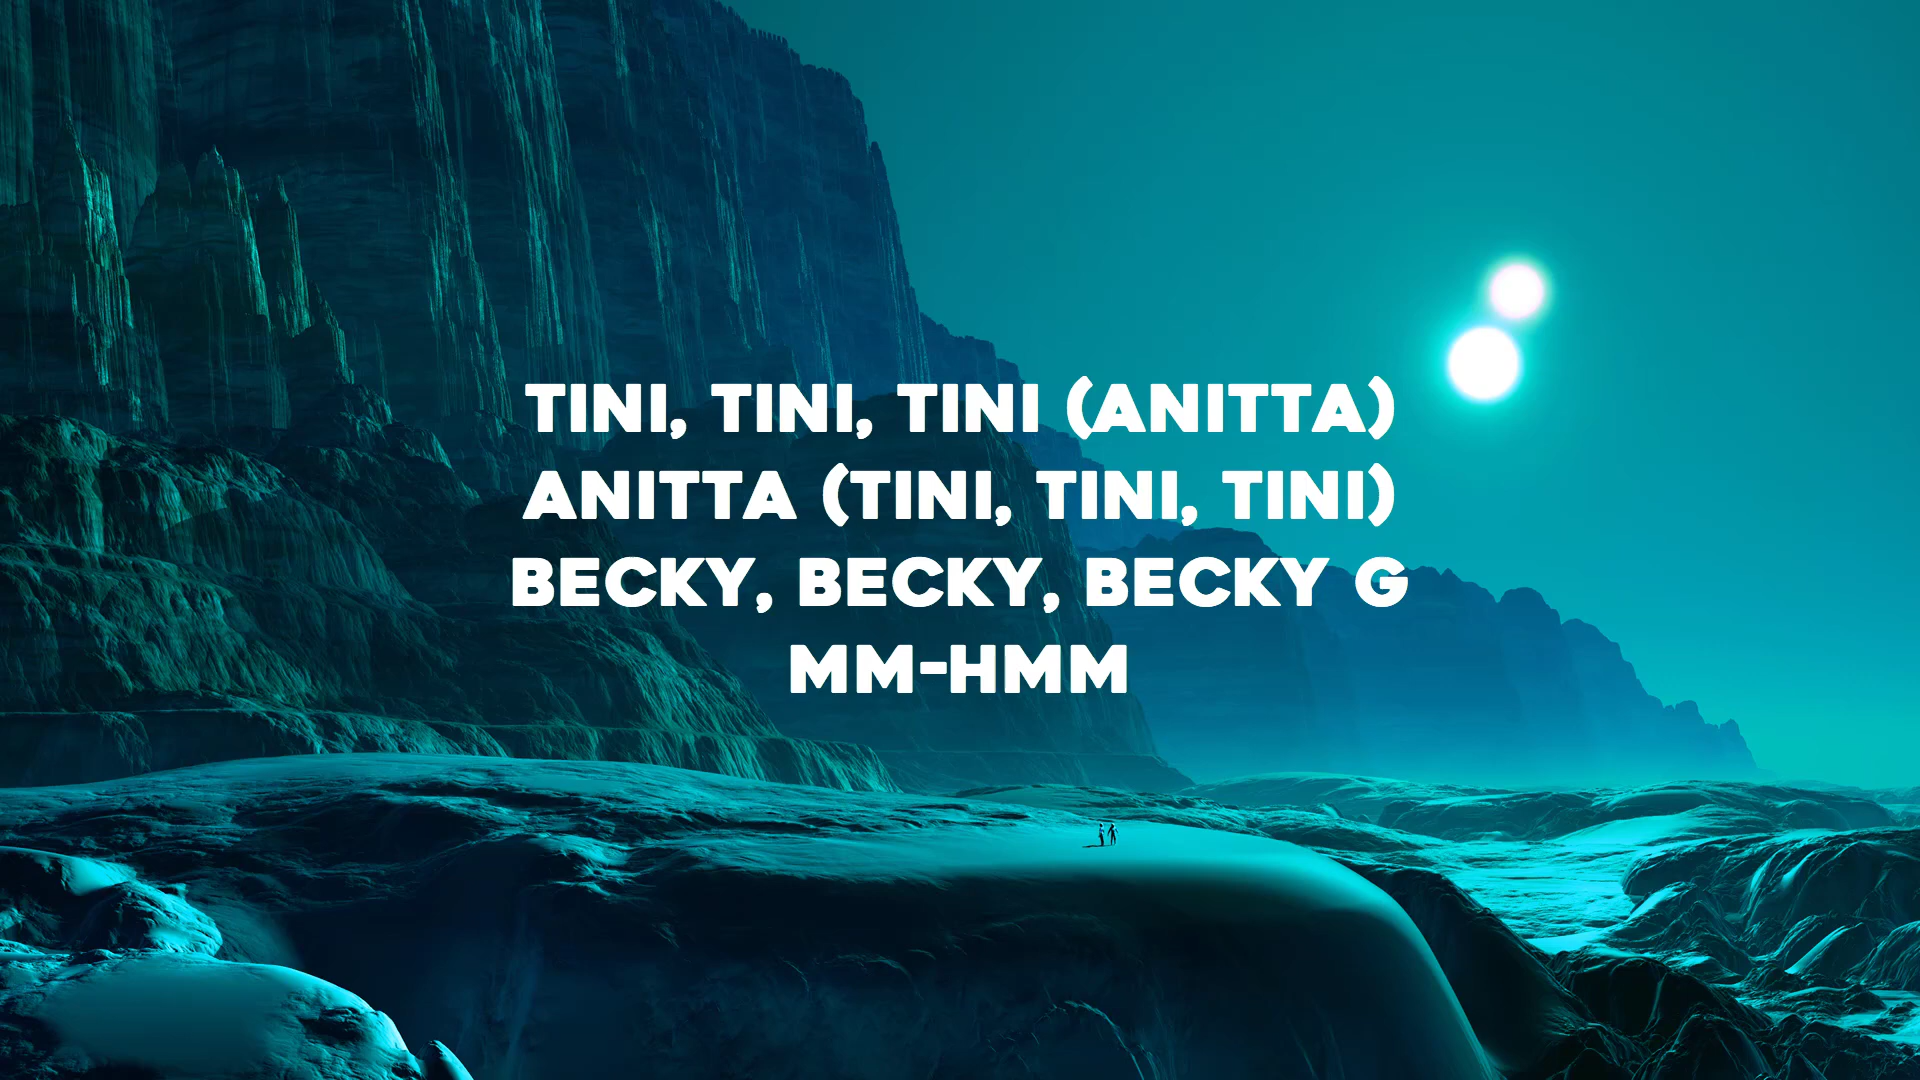 TINI, TINI, TINI (ANITTA)
ANITTA (TINI, TINI, TINI)
BECKY, BECKY, BECKY G
MM-HMM